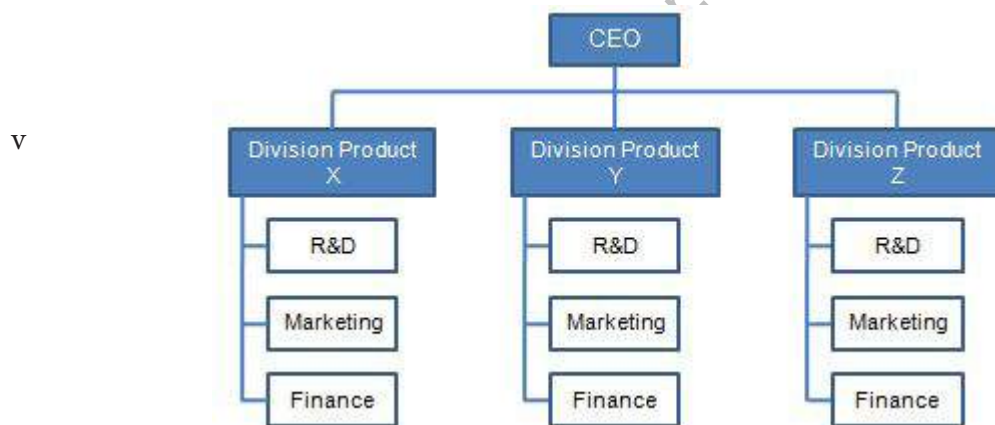 CEO
v
Division Product
X
Division Product
Y
Division Product
Z
R&D
R&D
R&D
Marketing
Marketing
Marketing
Finance
Finance
Finance